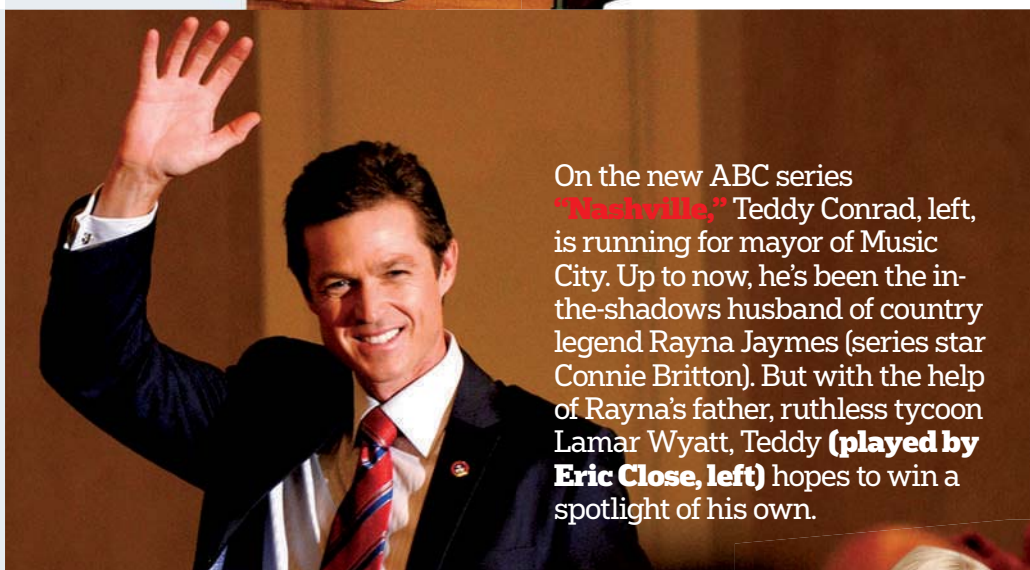 On the new ABC series
“Nashville,” Teddy Conrad, left,
is running for mayor of Music
City. Up to now, he’s been the in-
the-shadows husband of country
legend Rayna Jaymes (series star
Connie Britton). But with the help
of Rayna’s father, ruthless tycoon
Lamar Wyatt, Teddy (played by
Eric Close, left) hopes to win a
spotlight of his own.